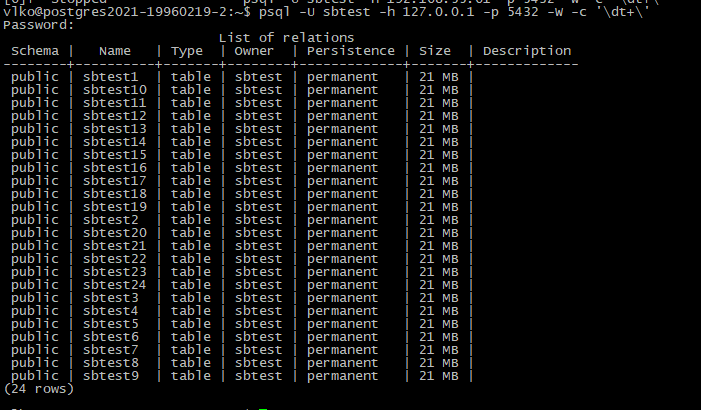 vlko@postgres2021-19960219-2:~$ psql -U sbtest -h 127.0.0.1 -p 5432 -W -c '\dt+\'
Password:
List of relations
Schema | Name | Type | Owner | Persistence | Size | Description
--------+----------+-------+--------+-------------+-------+-------------
public | sbtest1 | table | sbtest | permanent | 21 MB |
public | sbtest10 | table | sbtest | permanent | 21 MB |
public | sbtest11 | table | sbtest | permanent | 21 MB |
public | sbtest12 | table | sbtest | permanent | 21 MB |
public | sbtest13 | table | sbtest | permanent | 21 MB |
public | sbtest14 | table | sbtest | permanent | 21 MB |
public | sbtest15 | table | sbtest | permanent | 21 MB |
public | sbtest16 | table | sbtest | permanent | 21 MB |
public | sbtest17 | table | sbtest | permanent | 21 MB |
public | sbtest18 | table | sbtest | permanent | 21 MB |
public | sbtest19 | table | sbtest | permanent | 21 MB |
public | sbtest2 | table | sbtest | permanent | 21 MB |
public | sbtest20 | table | sbtest | permanent | 21 MB |
public | sbtest21 | table | sbtest | permanent | 21 MB |
public | sbtest22 | table | sbtest | permanent | 21 MB |
public | sbtest23 | table | sbtest | permanent | 21 MB |
public | sbtest24 | table | sbtest | permanent | 21 MB |
public | sbtest3 | table | sbtest | permanent | 21 MB |
public | sbtest4 | table | sbtest | permanent | 21 MB |
public | sbtest5 | table | sbtest | permanent | 21 MB |
public | sbtest6 | table | sbtest | permanent | 21 MB |
public | sbtest7 | table | sbtest | permanent | 21 MB |
public | sbtest8 | table | sbtest | permanent | 21 MB |
public | sbtest9 | table | sbtest | permanent | 21 MB |
(24 rows)